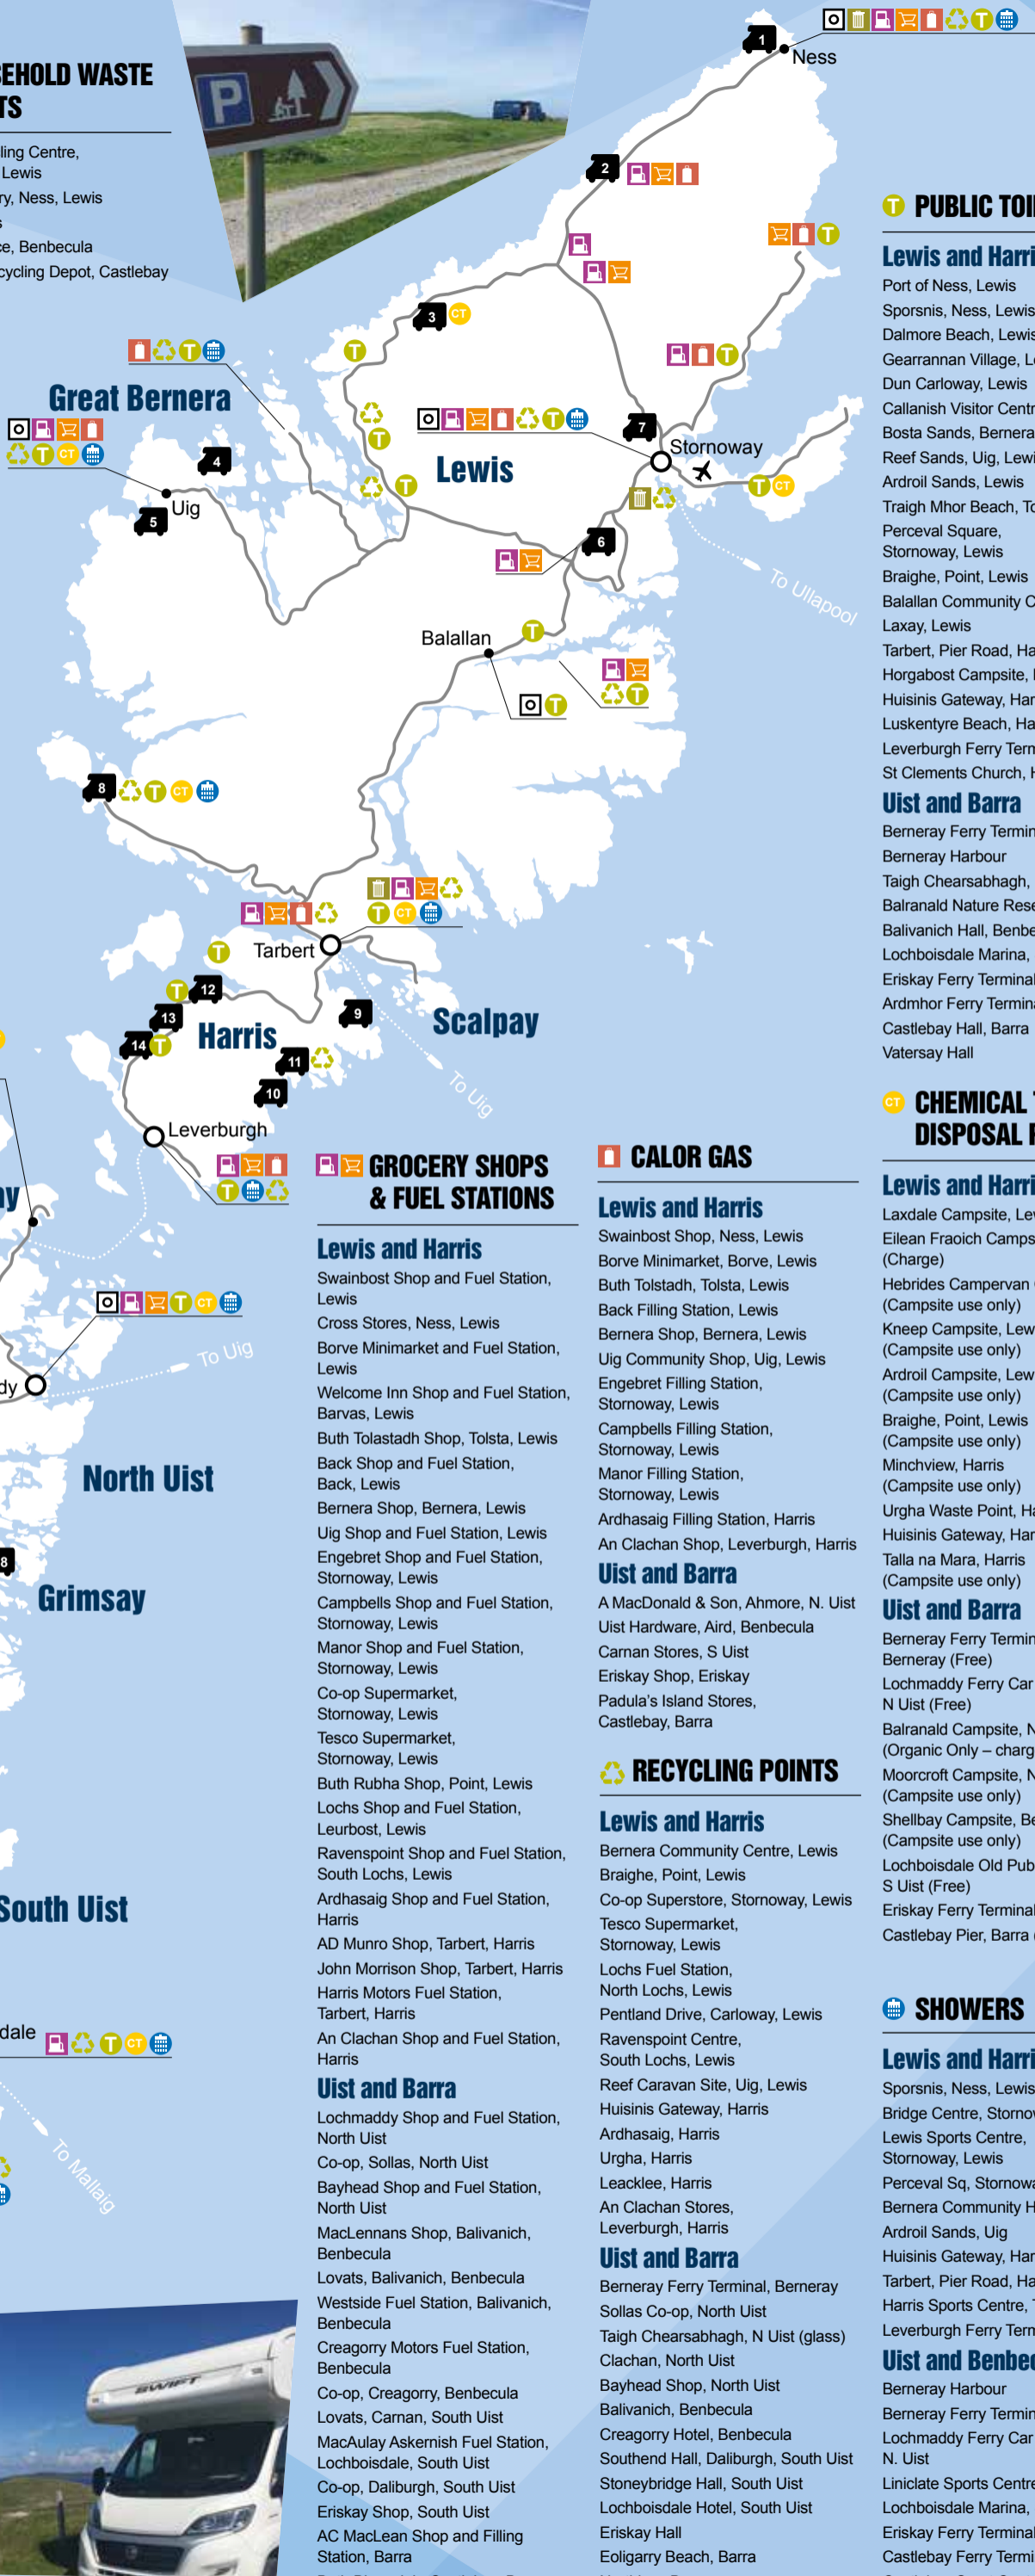 EHOLD WASTE
TS
ling Centre,
Lewis
ry, Ness, Lewis
s
ce, Benbecula
cycling Depot, Castlebay
P
1
Ness
2
3
CT
T
Great Bernera
4
Uig
5
Lewis
7
Stornoway
T CT
6
To Ullapool
Balallan
T
8
T CT
Tarbert
T CT
9
Scalpay
To Uig
T
12
13
Harris
14
T
11
10
Leverburgh
T
ay
T CT
To Uig
dy
North Uist
8
Grimsay
South Uist
dale
T CT
To Mallaig
SWIFT
GROCERY SHOPS
& FUEL STATIONS
Lewis and Harris
Swainbost Shop and Fuel Station,
Lewis
Cross Stores, Ness, Lewis
Borve Minimarket and Fuel Station,
Lewis
Welcome Inn Shop and Fuel Station,
Barvas, Lewis
Buth Tolastadh Shop, Tolsta, Lewis
Back Shop and Fuel Station,
Back, Lewis
Bernera Shop, Bernera, Lewis
Uig Shop and Fuel Station, Lewis
Engebret Shop and Fuel Station,
Stornoway, Lewis
Campbells Shop and Fuel Station,
Stornoway, Lewis
Manor Shop and Fuel Station,
Stornoway, Lewis
Co-op Supermarket,
Stornoway, Lewis
Tesco Supermarket,
Stornoway, Lewis
Buth Rubha Shop, Point, Lewis
Lochs Shop and Fuel Station,
Leurbost, Lewis
Ravenspoint Shop and Fuel Station,
South Lochs, Lewis
Ardhasaig Shop and Fuel Station,
Harris
AD Munro Shop, Tarbert, Harris
John Morrison Shop, Tarbert, Harris
Harris Motors Fuel Station,
Tarbert, Harris
An Clachan Shop and Fuel Station,
Harris
Uist and Barra
Lochmaddy Shop and Fuel Station,
North Uist
Co-op, Sollas, North Uist
Bayhead Shop and Fuel Station,
North Uist
MacLennans Shop, Balivanich,
Benbecula
Lovats, Balivanich, Benbecula
Westside Fuel Station, Balivanich,
Benbecula
Creagorry Motors Fuel Station,
Benbecula
Co-op, Creagorry, Benbecula
Lovats, Carnan, South Uist
MacAulay Askernish Fuel Station,
Lochboisdale, South Uist
Co-op, Daliburgh, South Uist
Eriskay Shop, South Uist
AC MacLean Shop and Filling
Station, Barra
CALOR GAS
Lewis and Harris
Swainbost Shop, Ness, Lewis
Borve Minimarket, Borve, Lewis
Buth Tolstadh, Tolsta, Lewis
Back Filling Station, Lewis
Bernera Shop, Bernera, Lewis
Uig Community Shop, Uig, Lewis
Engebret Filling Station,
Stornoway, Lewis
Campbells Filling Station,
Stornoway, Lewis
Manor Filling Station,
Stornoway, Lewis
Ardhasaig Filling Station, Harris
An Clachan Shop, Leverburgh, Harris
Uist and Barra
A MacDonald & Son, Ahmore, N. Uist
Uist Hardware, Aird, Benbecula
Carnan Stores, S Uist
Eriskay Shop, Eriskay
Padula's Island Stores,
Castlebay, Barra
RECYCLING POINTS
Lewis and Harris
Bernera Community Centre, Lewis
Braighe, Point, Lewis
Co-op Superstore, Stornoway, Lewis
Tesco Supermarket,
Stornoway, Lewis
Lochs Fuel Station,
North Lochs, Lewis
Pentland Drive, Carloway, Lewis
Ravenspoint Centre,
South Lochs, Lewis
Reef Caravan Site, Uig, Lewis
Huisinis Gateway, Harris
Ardhasaig, Harris
Urgha, Harris
Leacklee, Harris
An Clachan Stores,
Leverburgh, Harris
Uist and Barra
Berneray Ferry Terminal, Berneray
Sollas Co-op, North Uist
Taigh Chearsabhagh, N Uist (glass)
Clachan, North Uist
Bayhead Shop, North Uist
Balivanich, Benbecula
Creagorry Hotel, Benbecula
Southend Hall, Daliburgh, South Uist
Stoneybridge Hall, South Uist
Lochboisdale Hotel, South Uist
Eriskay Hall
Eoligarry Beach, Barra
T PUBLIC TOI
Lewis and Harri
Port of Ness, Lewis
Sporsnis, Ness, Lewis
Dalmore Beach, Lewis
Gearrannan Village, L
Dun Carloway, Lewis
Callanish Visitor Centr
Bosta Sands, Bernera
Reef Sands, Uig, Lewi
Ardroil Sands, Lewis
Traigh Mhor Beach, To
Perceval Square,
Stornoway, Lewis
Braighe, Point, Lewis
Balallan Community C
Laxay, Lewis
Tarbert, Pier Road, Ha
Horgabost Campsite,
Huisinis Gateway, Har
Luskentyre Beach, Ha
Leverburgh Ferry Term
St Clements Church, H
Uist and Barra
Berneray Ferry Termin
Berneray Harbour
Taigh Chearsabhagh,
Balranald Nature Rese
Balivanich Hall, Benbe
Lochboisdale Marina,
Eriskay Ferry Terminal
Ardmhor Ferry Termina
Castlebay Hall, Barra
Vatersay Hall
CT CHEMICAL T
DISPOSAL P
Lewis and Harri
Laxdale Campsite, Le
Eilean Fraoich Camps
(Charge)
Hebrides Campervan
(Campsite use only)
Kneep Campsite, Lew
(Campsite use only)
Ardroil Campsite, Lew
(Campsite use only)
Braighe, Point, Lewis
(Campsite use only)
Minchview, Harris
(Campsite use only)
Urgha Waste Point, Ha
Huisinis Gateway, Har
Talla na Mara, Harris
(Campsite use only)
Uist and Barra
Berneray Ferry Termin
Berneray (Free)
Lochmaddy Ferry Car
N Uist (Free)
Balranald Campsite, N
(Organic Only – charg
Moorcroft Campsite, N
(Campsite use only)
Shellbay Campsite, Be
(Campsite use only)
Lochboisdale Old Pub
S Uist (Free)
Eriskay Ferry Terminal
Castlebay Pier, Barra
SHOWERS
Lewis and Harri
Sporsnis, Ness, Lewis
Bridge Centre, Storno
Lewis Sports Centre,
Stornoway, Lewis
Perceval Sq, Stornowa
Bernera Community H
Ardroil Sands, Uig
Huisinis Gateway, Har
Tarbert, Pier Road, Ha
Harris Sports Centre,
Leverburgh Ferry Term
Uist and Benbec
Berneray Harbour
Berneray Ferry Termin
Lochmaddy Ferry Car
N. Uist
Liniclate Sports Centre
Lochboisdale Marina,
Eriskay Ferry Terminal
Castlebay Ferry Termi